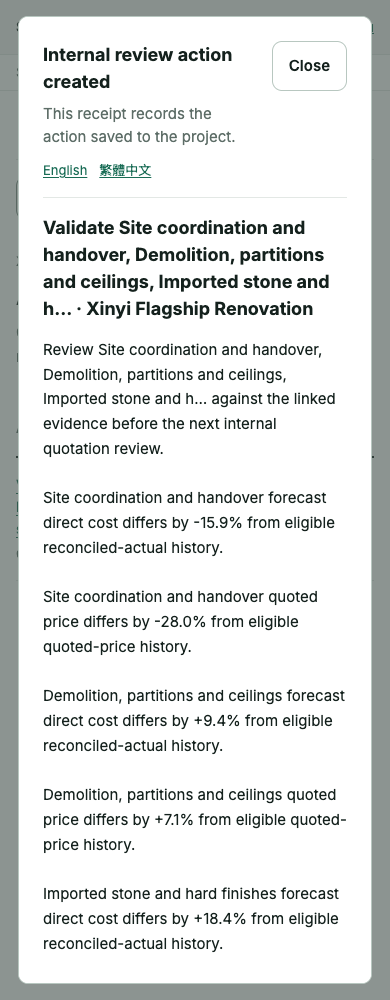 Internal review action
created
Close
This receipt records the
action saved to the project.
English 繁體中文
Validate Site coordination and
handover, Demolition, partitions
and ceilings, Imported stone and
h... · Xinyi Flagship Renovation
Review Site coordination and handover,
Demolition, partitions and ceilings,
Imported stone and h... against the linked
evidence before the next internal
quotation review.
Site coordination and handover forecast
direct cost differs by -15.9% from eligible
reconciled-actual history.
Site coordination and handover quoted
price differs by -28.0% from eligible
quoted-price history.
Demolition, partitions and ceilings forecast
direct cost differs by +9.4% from eligible
reconciled-actual history.
Demolition, partitions and ceilings quoted
price differs by +7.1% from eligible quoted-
price history.
Imported stone and hard finishes forecast
direct cost differs by +18.4% from eligible
reconciled-actual history.